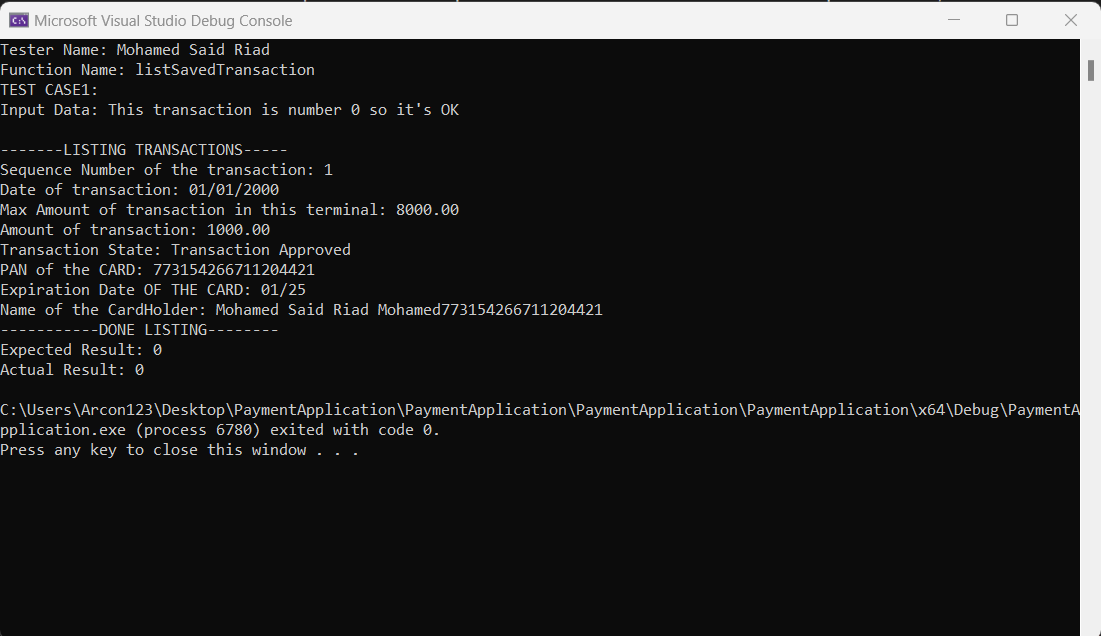 Microsoft Visual Studio Debug Console
Tester Name: Mohamed Said Riad
Function Name: listSavedTransaction
TEST CASE1:
Input Data: This transaction is number 0 so it's OK
-------LISTING TRANSACTIONS-----
Sequence Number of the transaction: 1
Date of transaction: 01/01/2000
Max Amount of transaction in this terminal: 8000.00
Amount of transaction: 1000.00
Transaction State: Transaction Approved
PAN of the CARD: 773154266711204421
Expiration Date OF THE CARD: 01/25
Name of the CardHolder: Mohamed Said Riad Mohamed773154266711204421
-----------DONE LISTING--------
Expected Result: 0
Actual Result: 0
C:\Users\Arcon123\Desktop\PaymentApplication\PaymentApplication\PaymentApplication\PaymentApplication\x64\Debug\PaymentA
pplication.exe (process 6780) exited with code 0.
Press any key to close this window . . .